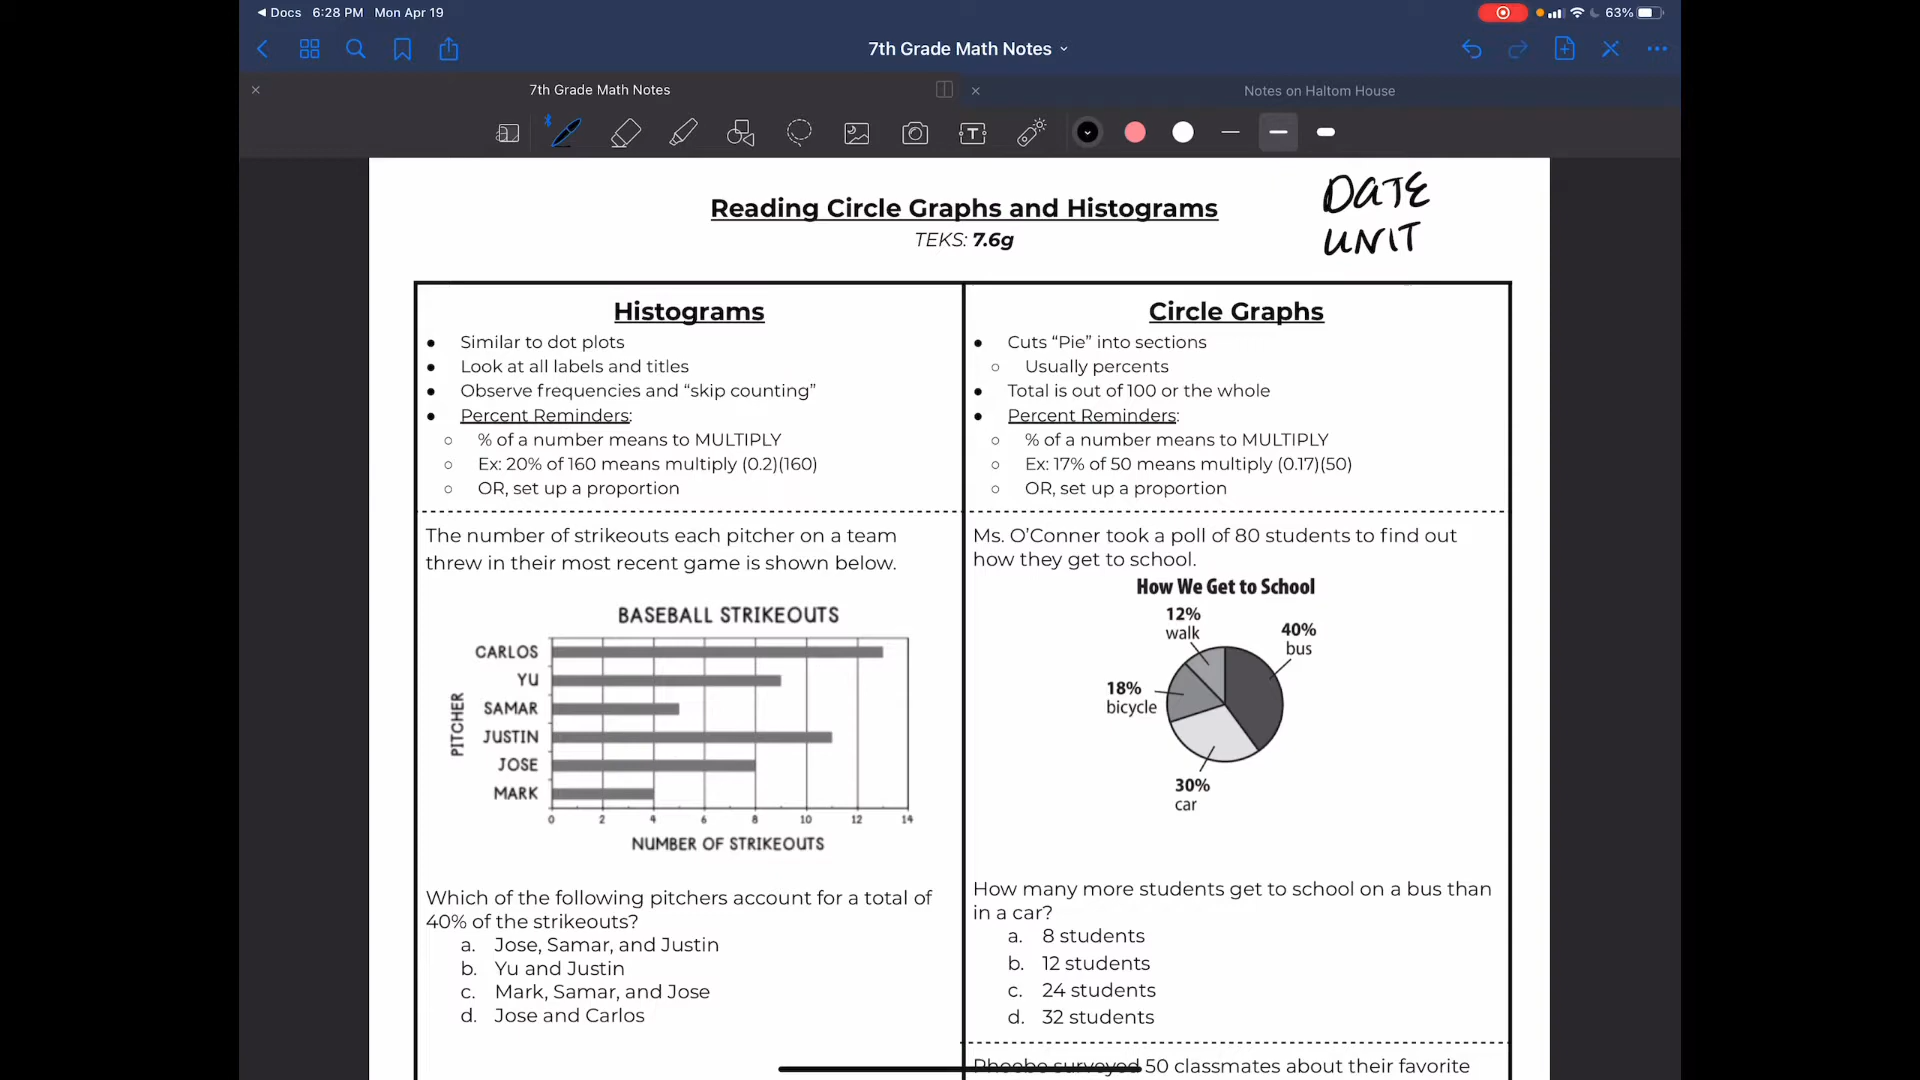 Docs 6:28 PM Mon Apr 19
63%
7th Grade Math Notes
7th Grade Math Notes
Notes on Haltom House
T
Reading Circle Graphs and Histograms
TEKS: 7.6g
DATE
UNIT
Histograms
● Similar to dot plots
● Look at all labels and titles
● Observe frequencies and “skip counting”
● Percent Reminders:
○ % of a number means to MULTIPLY
○ Ex: 20% of 160 means multiply (0.2)(160)
○ OR, set up a proportion
The number of strikeouts each pitcher on a team
threw in their most recent game is shown below.
BASEBALL STRIKEOUTS
PITCHER
CARLOS
YU
SAMAR
JUSTIN
JOSE
MARK
0 2 4 6 8 10 12 14
NUMBER OF STRIKEOUTS
Which of the following pitchers account for a total of
40% of the strikeouts?
a. Jose, Samar, and Justin
b. Yu and Justin
c. Mark, Samar, and Jose
d. Jose and Carlos
Circle Graphs
● Cuts “Pie” into sections
○ Usually percents
● Total is out of 100 or the whole
● Percent Reminders:
○ % of a number means to MULTIPLY
○ Ex: 17% of 50 means multiply (0.17)(50)
○ OR, set up a proportion
Ms. O’Conner took a poll of 80 students to find out
how they get to school.
How We Get to School
12%
walk
40%
bus
18%
bicycle
30%
car
How many more students get to school on a bus than
in a car?
a. 8 students
b. 12 students
c. 24 students
d. 32 students
Phoebe surveyed 50 classmates about their favorite